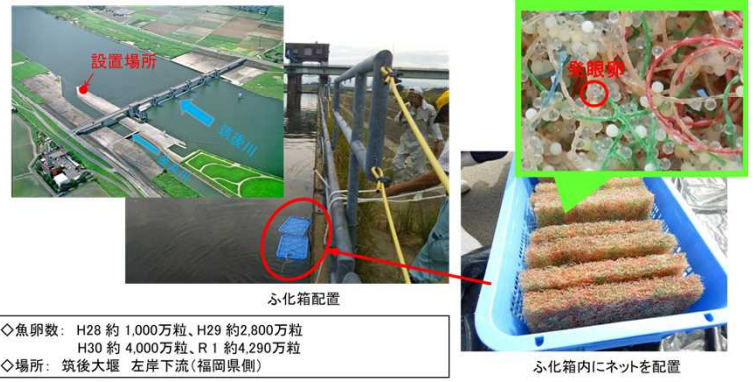 設置場所
筑後川
発眼卵
ふ化箱配置
ふ化箱内にネットを配置
◇魚卵数： H28 約 1,000万粒、H29 約2,800万粒
H30 約 4,000万粒、R 1 約4,290万粒
◇場所： 筑後大堰 左岸下流(福岡県側)